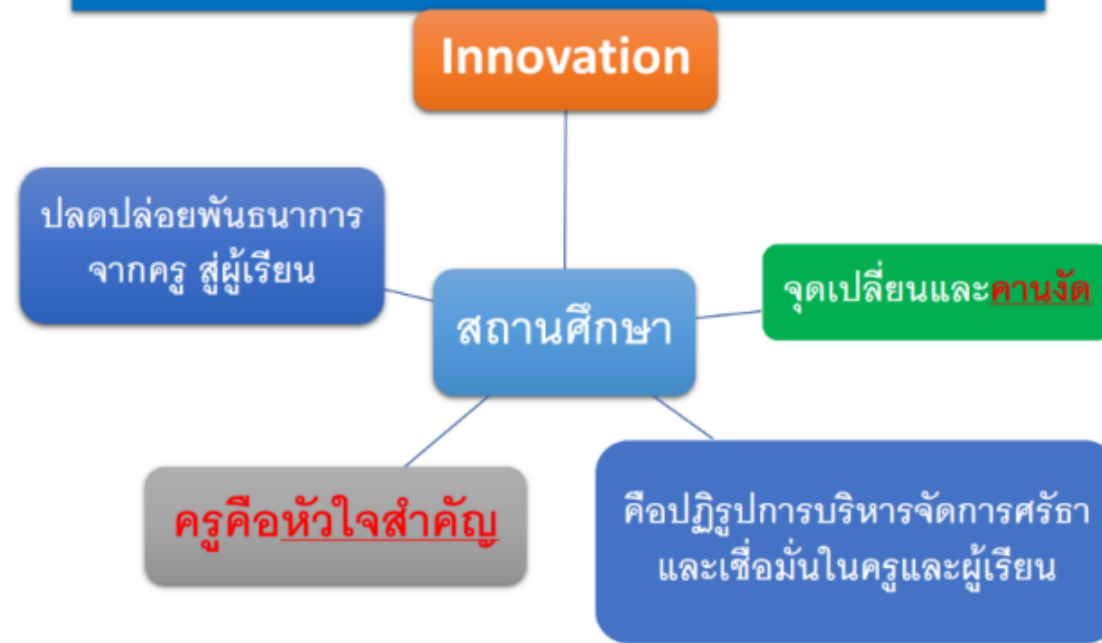 Innovation
ปลดปล่อยพันธนาการ
จากครู สู่ผู้เรียน
จุดเปลี่ยนและคานงัด
สถานศึกษา
ครูคือหัวใจสำคัญ
คือปฏิรูปการบริหารจัดการศรัธา
และเชื่อมั่นในครูและผู้เรียน